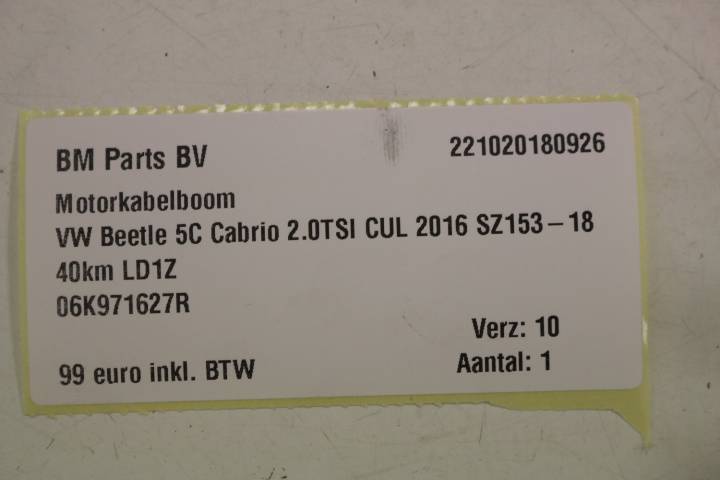 BM Parts BV 221020180926
Motorkabelboom
VW Beetle 5C Cabrio 2.0TSI CUL 2016 SZ153-18
40km LD1Z
06K971627R
Verz: 10
99 euro inkl. BTW Aantal: 1